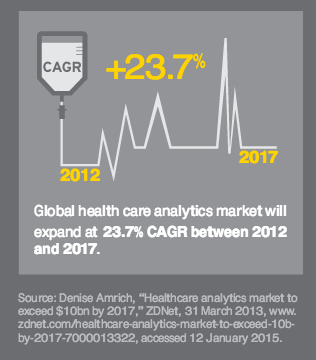 CAGR
+23.7%
2012
2017
Global health care analytics market will
expand at 23.7% CAGR between 2012
and 2017.
Source: Denise Amrich, “Healthcare analytics market to
exceed $10bn by 2017,” ZDNet, 31 March 2013, www.
zdnet.com/healthcare-analytics-market-to-exceed-10b-
by-2017-7000013322, accessed 12 January 2015.